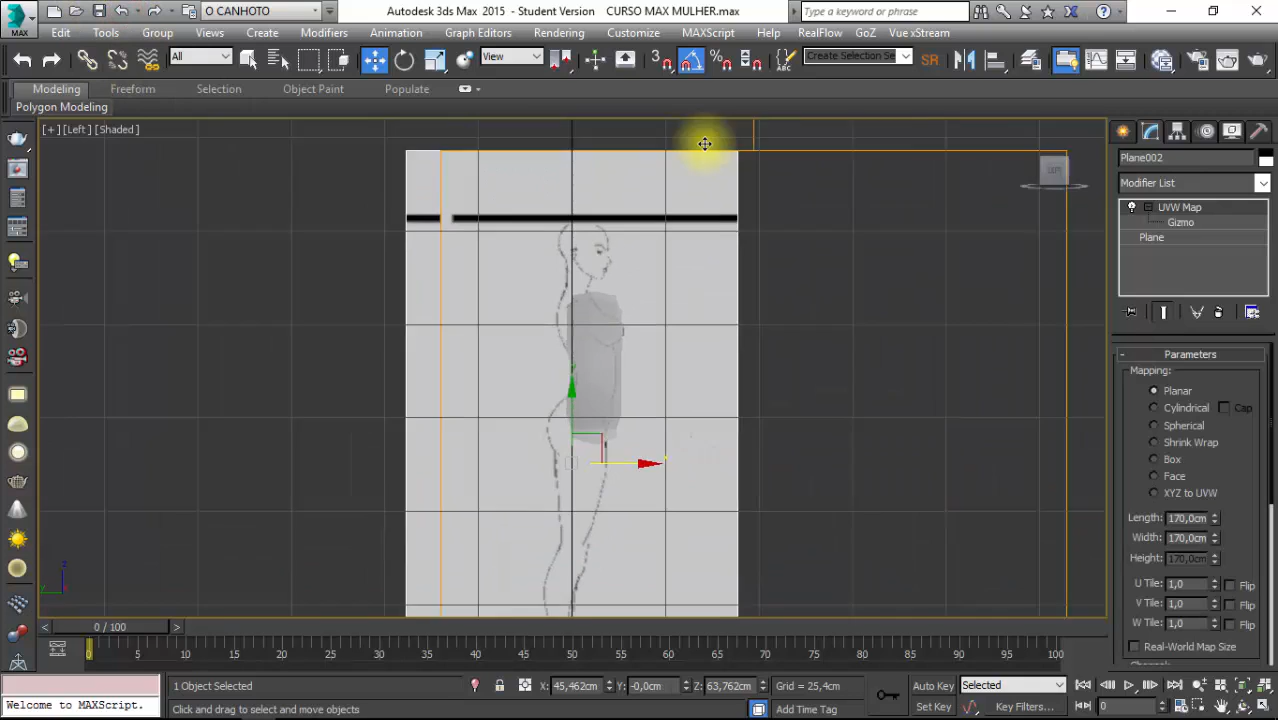 MAX
O CANHOTO
Autodesk 3ds Max 2015 - Student Version CURSO MAX MULHER.max
Type a keyword or phrase
Edit Tools Group Views Create Modifiers Animation Graph Editors Rendering Customize MAXScript Help RealFlow GoZ Vue xStream
All
View
3
Create Selection Se
SR
Modeling Freeform Selection Object Paint Populate
Polygon Modeling
[+] [Left] [Shaded]
LEFT
Plane002
Modifier List
UVW Map
Gizmo
Plane
- Parameters
Mapping:
Planar
Cylindrical Cap
Spherical
Shrink Wrap
Box
Face
XYZ to UVW
Length: 170,0cm
Width: 170,0cm
Height: 170,0cm
U Tile: 1,0 Flip
V Tile: 1,0 Flip
W Tile: 1,0 Flip
Real-World Map Size
z
y
x
< 0 / 100 >
0 5 10 15 20 25 30 35 40 45 50 55 60 65 70 75 80 85 90 95 100
1 Object Selected
X: 45,462cm Y: -0,0cm Z: 63,762cm Grid = 25,4cm
Auto Key Selected
Welcome to MAXScript.
Click and drag to select and move objects
Add Time Tag
Set Key Key Filters...
0